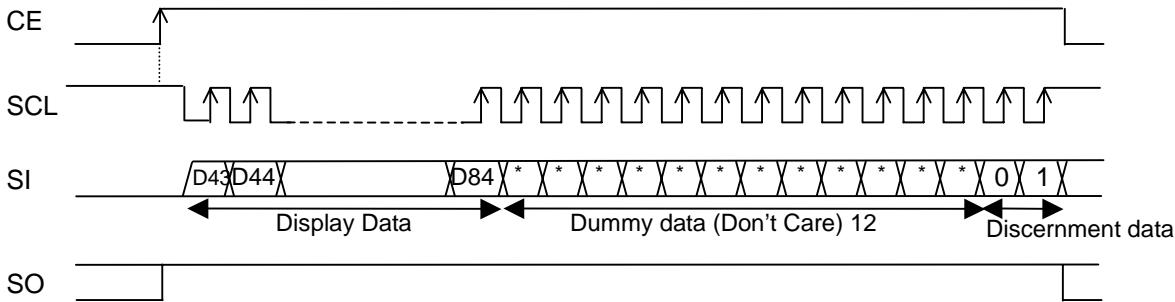 CE
SCL
SI D43 D44 D84 * * * * * * * * * * * * 0 1
Display Data Dummy data (Don't Care) 12 Discernment data
SO